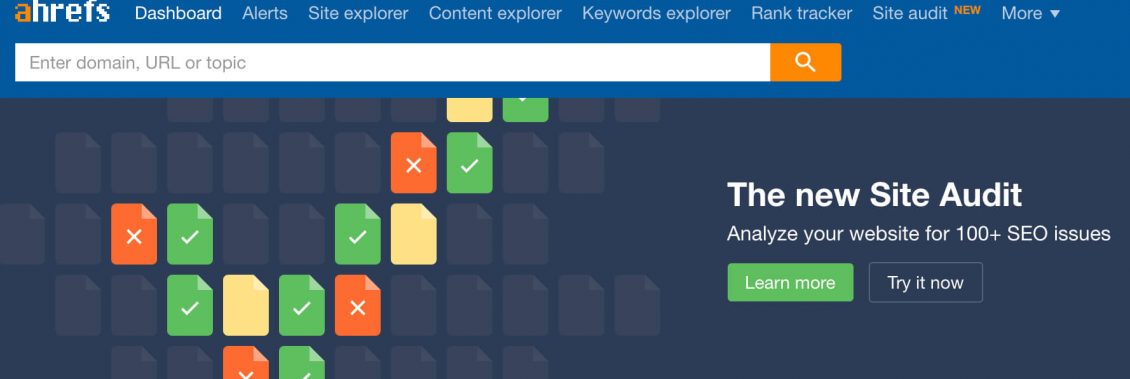 ahrefs Dashboard Alerts Site explorer Content explorer Keywords explorer Rank tracker Site audit NEW More
Enter domain, URL or topic
The new Site Audit
Analyze your website for 100+ SEO issues
Learn more Try it now